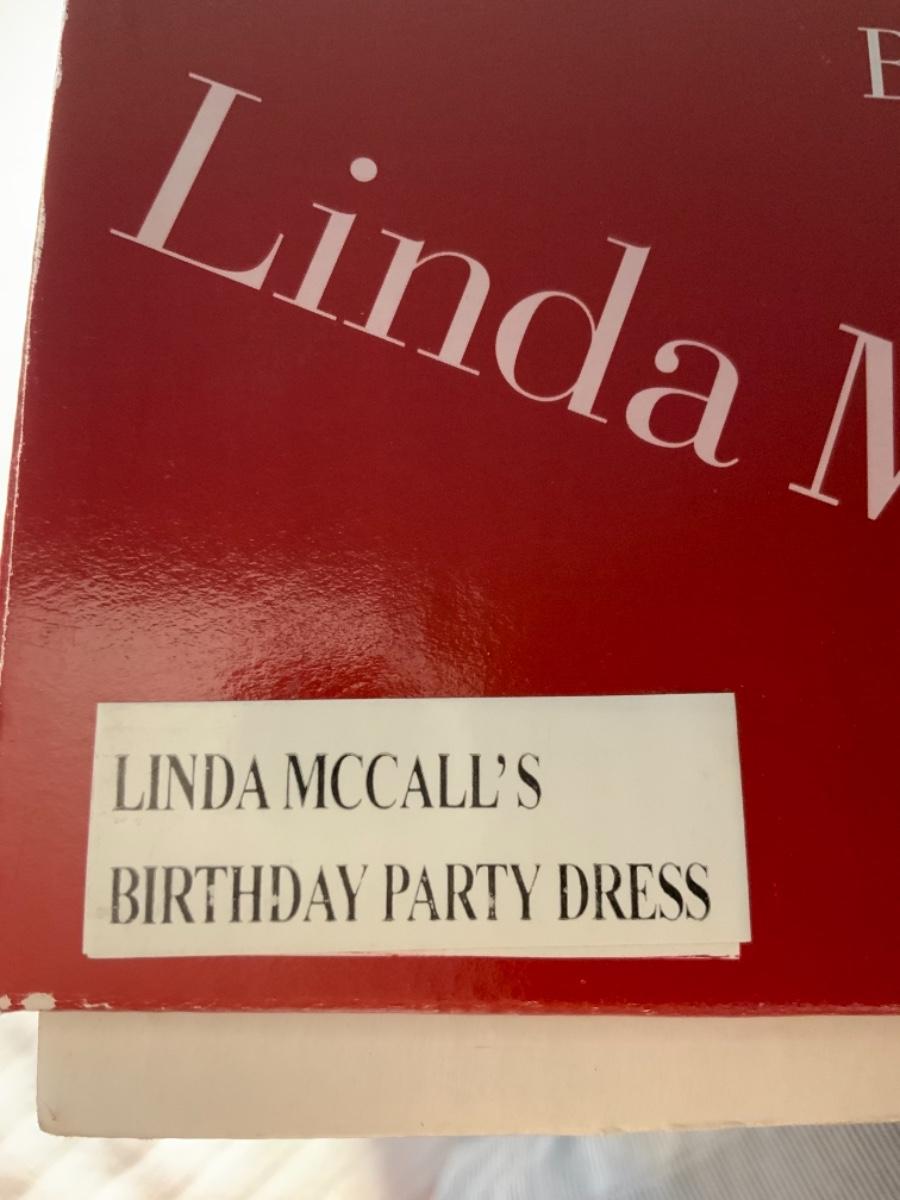 B
Linda M
LINDA MCCALL'S
BIRTHDAY PARTY DRESS